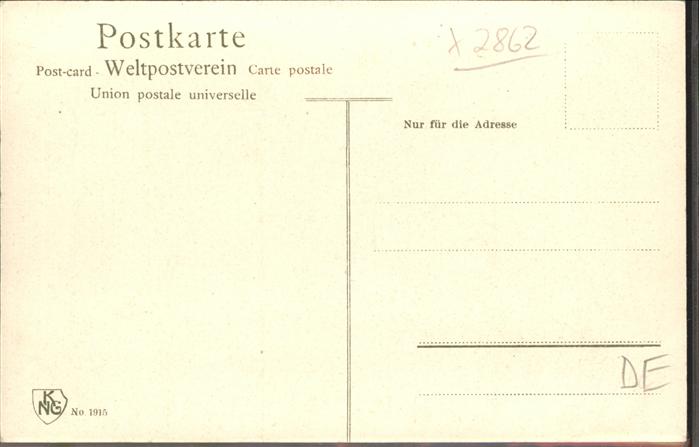 Postkarte
Post-card - Weltpostverein Carte postale
Union postale universelle
2862
Nur für die Adresse
DE
KNG No. 1915